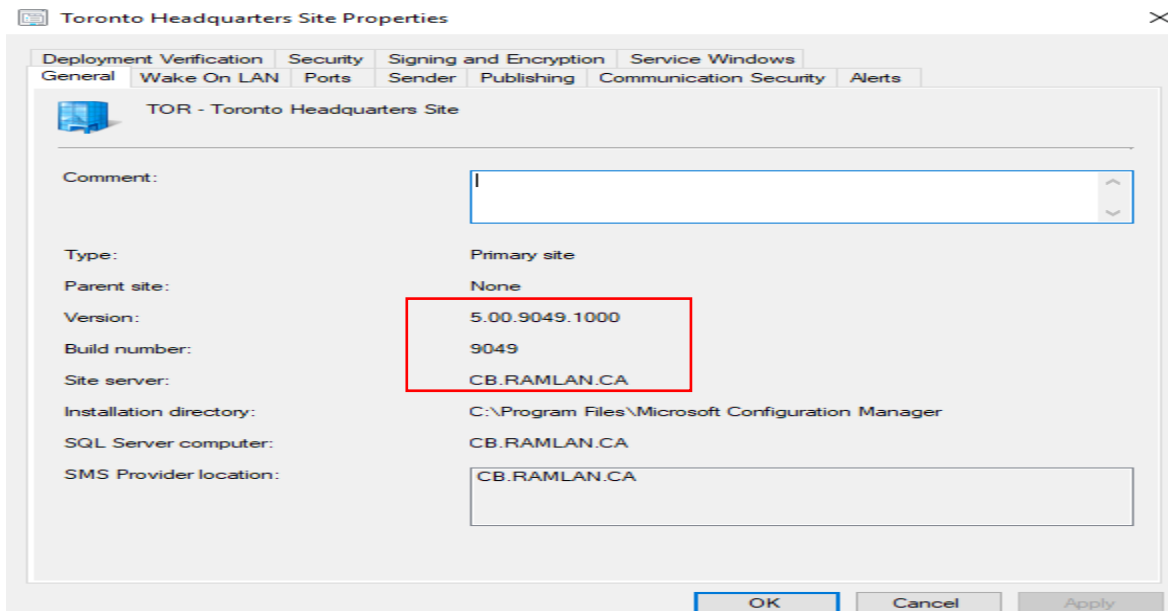 Toronto Headquarters Site Properties
Deployment Verification Security Signing and Encryption Service Windows
General Wake On LAN Ports Sender Publishing Communication Security Alerts
TOR - Toronto Headquarters Site
Comment:
Type: Primary site
Parent site: None
Version: 5.00.9049.1000
Build number: 9049
Site server: CB.RAMLAN.CA
Installation directory: C:\Program Files\Microsoft Configuration Manager
SQL Server computer: CB.RAMLAN.CA
SMS Provider location: CB.RAMLAN.CA
OK Cancel Apply